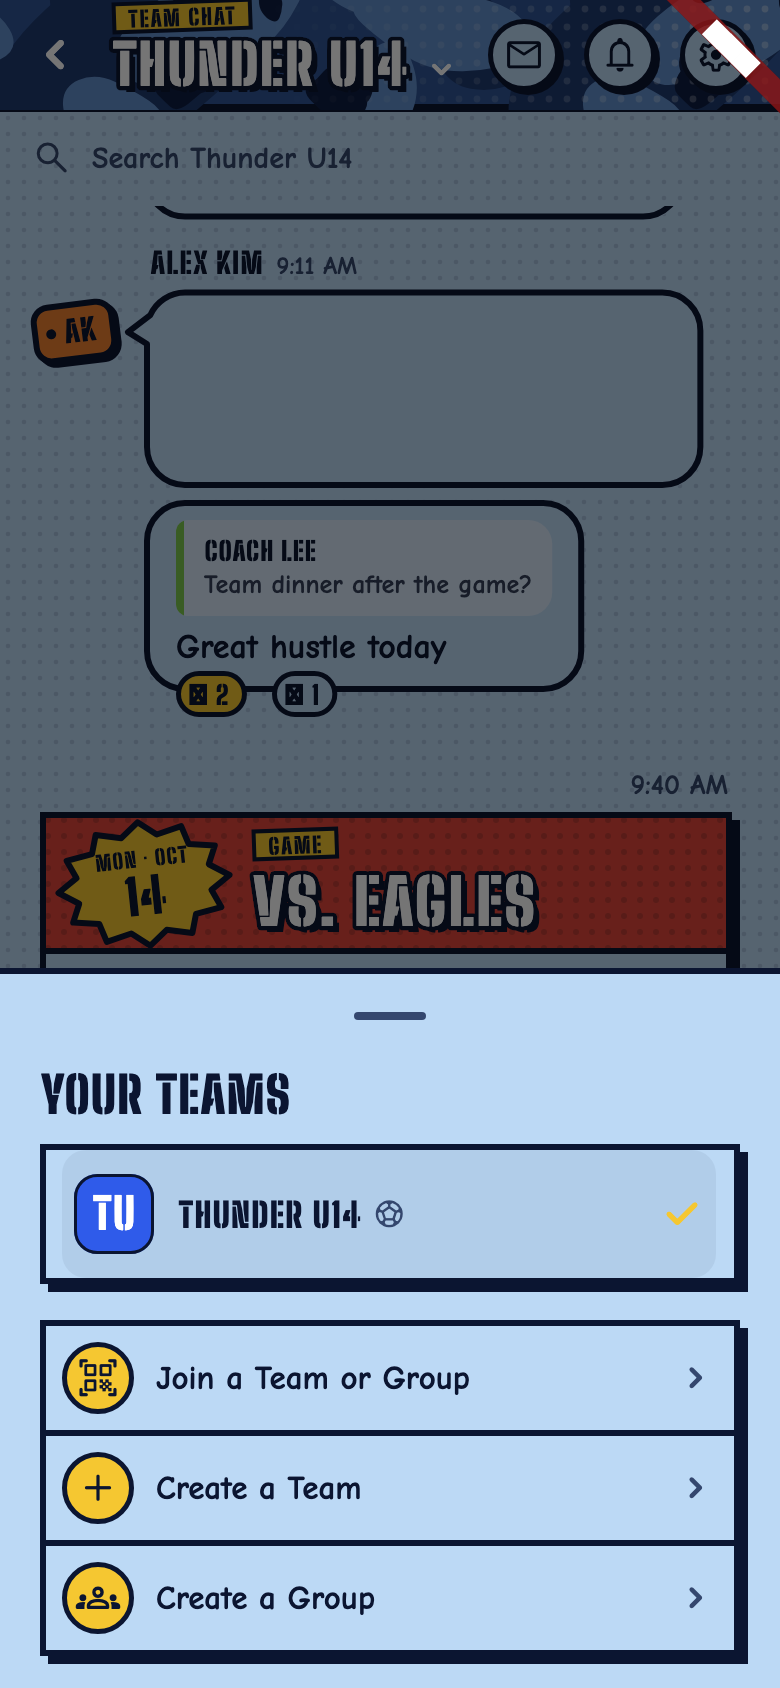 TEAM CHAT
THUNDER U14
Search Thunder U14
ALEX KIM 9:11 AM
AK
COACH LEE
Team dinner after the game?
Great hustle today
2
1
9:40 AM
MON · OCT
14
GAME
VS. EAGLES
YOUR TEAMS
TU
THUNDER U14
Join a Team or Group
Create a Team
Create a Group